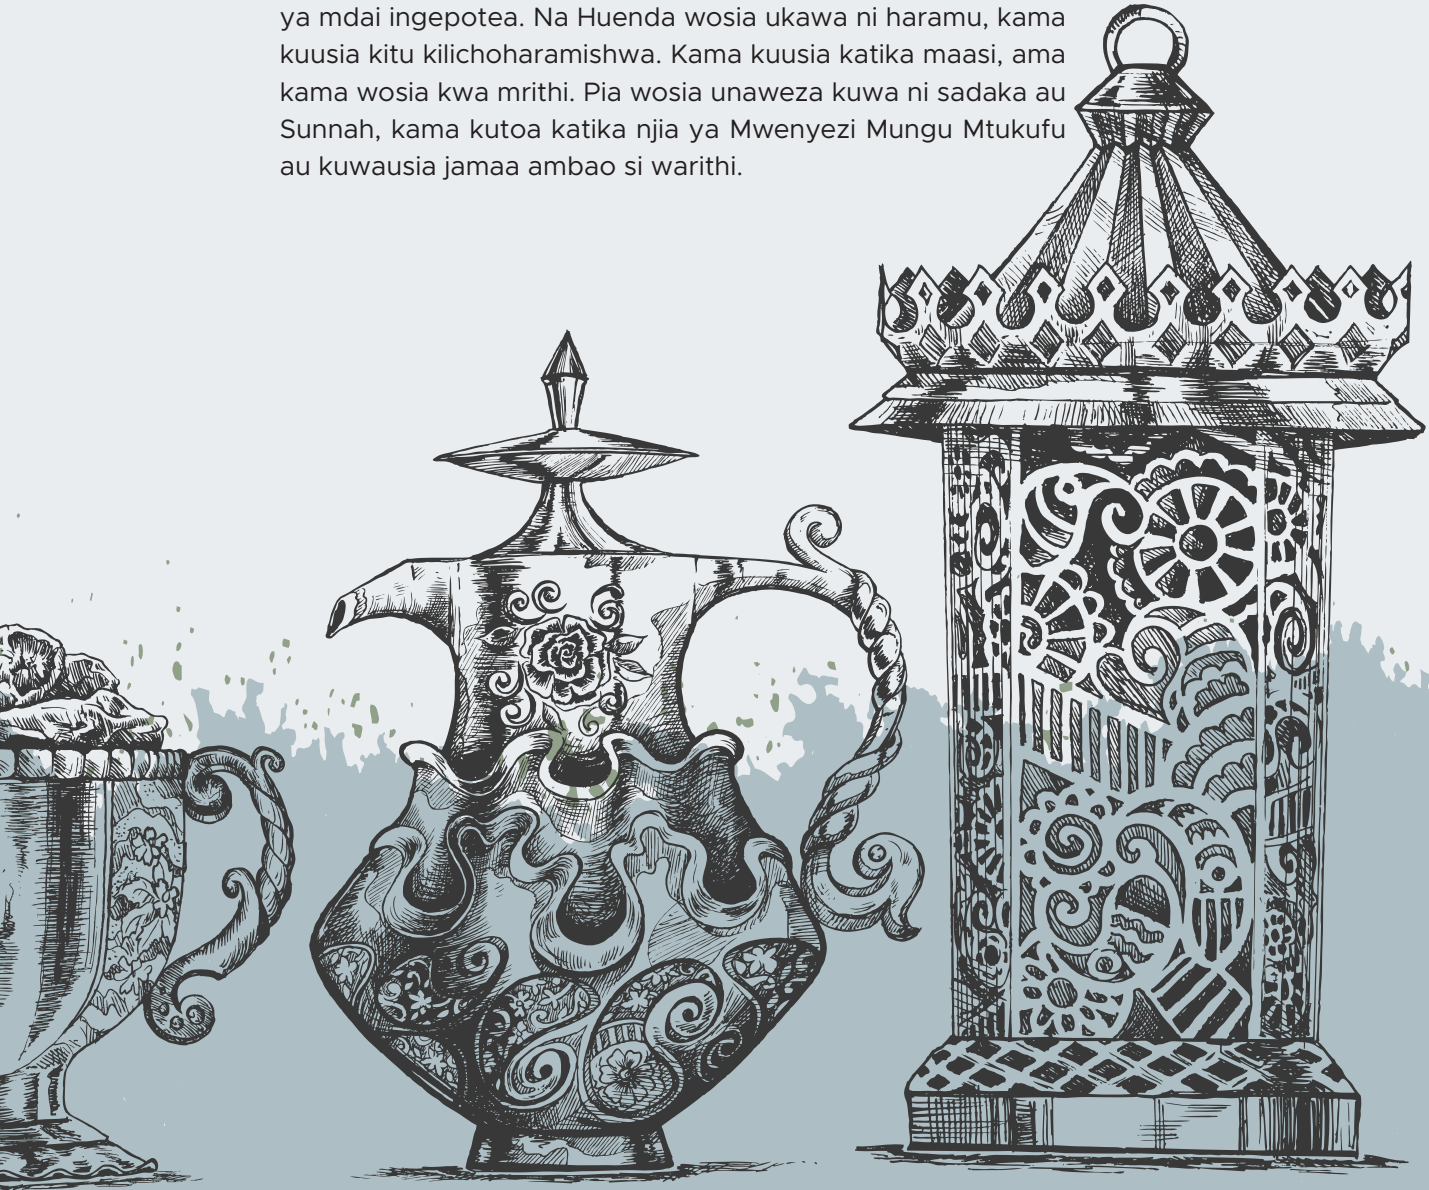 ya mdai ingepotea. Na Huenda wosia ukawa ni haramu, kama
kuusia kitu kilichoharamishwa. Kama kuusia katika maasi, ama
kama wosia kwa mrithi. Pia wosia unaweza kuwa ni sadaka au
Sunnah, kama kutoa katika njia ya Mwenyezi Mungu Mtukufu
au kuwausia jamaa ambao si warithi.